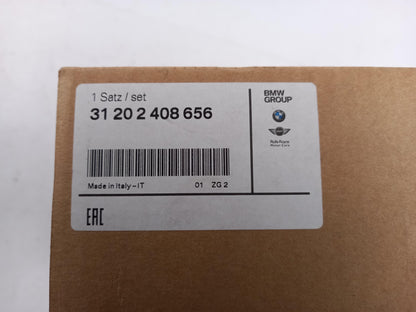 1 Satz / set
31 20 2 408 656
Made in Italy-IT 01 ZG 2
EAC
BMW
GROUP
Rolls-Royce
Motor Cars